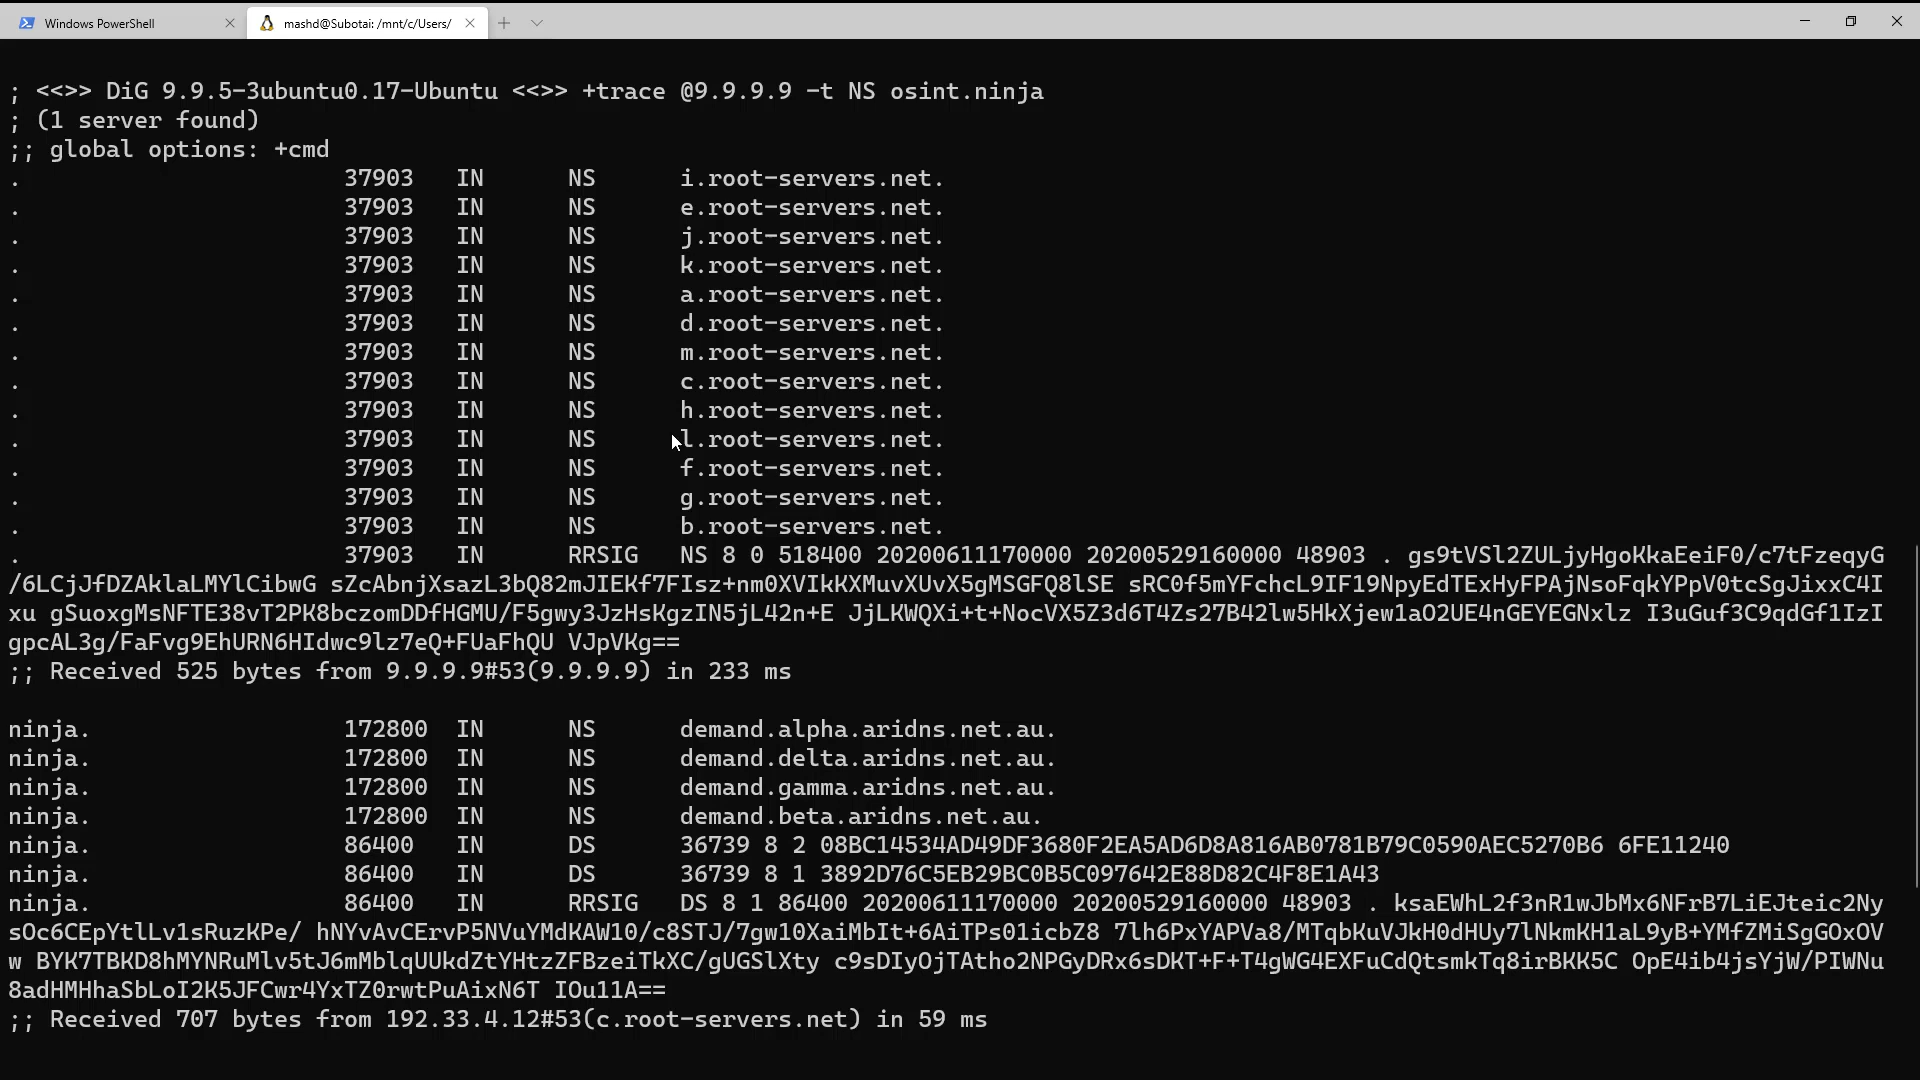 Windows PowerShell
mashd@Subotai: /mnt/c/Users/
; <<>> DiG 9.9.5-3ubuntu0.17-Ubuntu <<>> +trace @9.9.9.9 -t NS osint.ninja
; (1 server found)
;; global options: +cmd
. 37903 IN NS i.root-servers.net.
. 37903 IN NS e.root-servers.net.
. 37903 IN NS j.root-servers.net.
. 37903 IN NS k.root-servers.net.
. 37903 IN NS a.root-servers.net.
. 37903 IN NS d.root-servers.net.
. 37903 IN NS m.root-servers.net.
. 37903 IN NS c.root-servers.net.
. 37903 IN NS h.root-servers.net.
. 37903 IN NS l.root-servers.net.
. 37903 IN NS f.root-servers.net.
. 37903 IN NS g.root-servers.net.
. 37903 IN NS b.root-servers.net.
. 37903 IN RRSIG NS 8 0 518400 20200611170000 20200529160000 48903 . gs9tVSl2ZULjyHgoKkaEeiF0/c7tFzeqyG
/6LCjJfDZAklaLMYlCibwG sZcAbnjXsazL3bQ82mJIEKf7FIsz+nm0XVIkKXMuvXUvX5gMSGFQ8lSE sRC0f5mYFchcL9IF19NpyEdTExHyFPAjNsoFqkYPpV0tcSgJixxC4I
xu gSuoxgMsNFTE38vT2PK8bczomDDfHGMU/F5gwy3JzHsKgzIN5jL42n+E JjLKWQXi+t+NocVX5Z3d6T4Zs27B42lw5HkXjew1aO2UE4nGEYEGNxlz I3uGuf3C9qdGf1IzI
gpcAL3g/FaFvg9EhURN6HIdwc9lz7eQ+FUaFhQU VJpVKg==
;; Received 525 bytes from 9.9.9.9#53(9.9.9.9) in 233 ms
ninja. 172800 IN NS demand.alpha.aridns.net.au.
ninja. 172800 IN NS demand.delta.aridns.net.au.
ninja. 172800 IN NS demand.gamma.aridns.net.au.
ninja. 172800 IN NS demand.beta.aridns.net.au.
ninja. 86400 IN DS 36739 8 2 08BC14534AD49DF3680F2EA5AD6D8A816AB0781B79C0590AEC5270B6 6FE11240
ninja. 86400 IN DS 36739 8 1 3892D76C5EB29BC0B5C097642E88D82C4F8E1A43
ninja. 86400 IN RRSIG DS 8 1 86400 20200611170000 20200529160000 48903 . ksaEWhL2f3nR1wJbMx6NFrB7LiEJteic2Ny
sOc6CEpYtlLv1sRuzKPe/ hNYvAvCErvP5NVuYMdKAW10/c8STJ/7gw10XaiMbIt+6AiTPs01icbZ8 7lh6PxYAPVa8/MTqbKuVJkH0dHUy7lNkmKH1aL9yB+YMfZMiSgGOxOV
w BYK7TBKD8hMYNRuMlv5tJ6mMblqUUkdZtYHtzZFBzeiTkXC/gUGSlXty c9sDIyOjTAtho2NPGyDRx6sDKT+F+T4gWG4EXFuCdQtsmkTq8irBKK5C OpE4ib4jsYjW/PIWNu
8adHMHhaSbLoI2K5JFCwr4YxTZ0rwtPuAixN6T IOu11A==
;; Received 707 bytes from 192.33.4.12#53(c.root-servers.net) in 59 ms